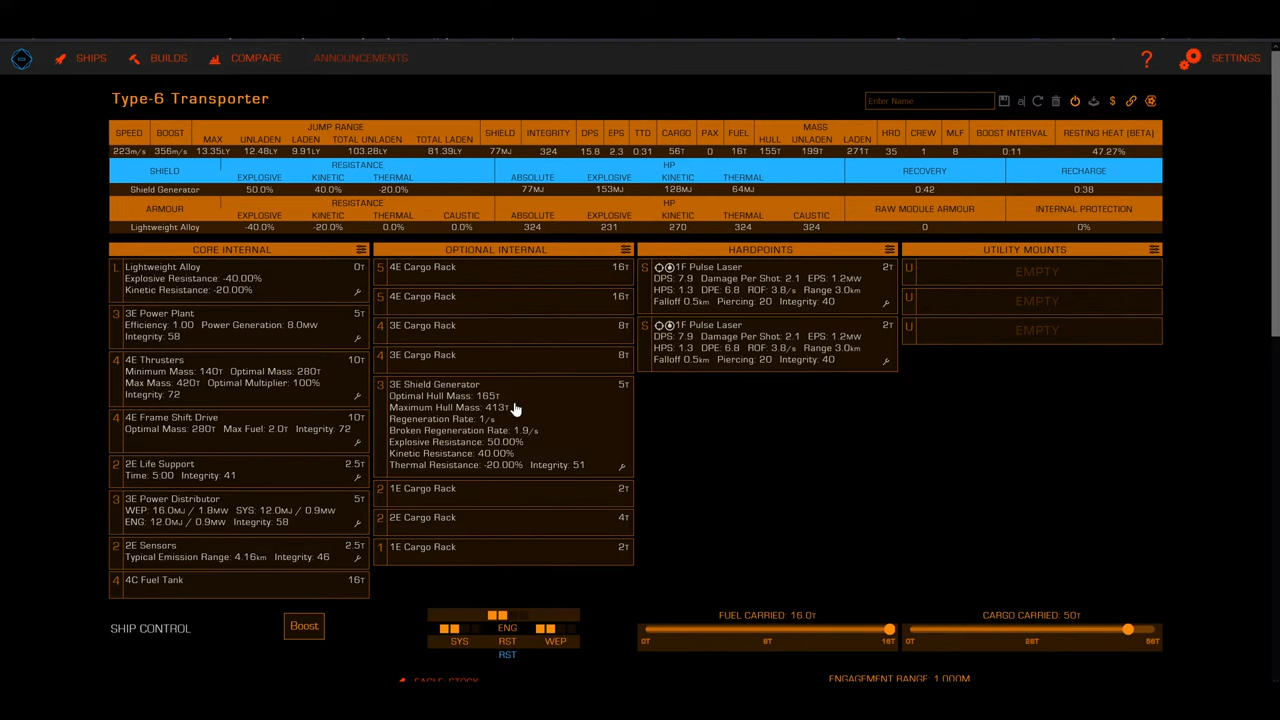 SHIPS BUILDS COMPARE ANNOUNCEMENTS ? SETTINGS
Type-6 Transporter
Enter Name
SPEED BOOST JUMP RANGE SHIELD INTEGRITY DPS EPS TTD CARGO PAX FUEL MASS HRD CREW MLF BOOST INTERVAL RESTING HEAT (BETA)
MAX UNLADEN LADEN TOTAL UNLADEN TOTAL LADEN HULL UNLADEN LADEN
223m/s 356m/s 13.35LY 12.48LY 9.91LY 103.28LY 81.39LY 77MJ 324 15.8 2.3 0:31 56T 0 16T 155T 199T 271T 35 1 8 0:11 47.27%
SHIELD RESISTANCE HP RECOVERY RECHARGE
EXPLOSIVE KINETIC THERMAL ABSOLUTE EXPLOSIVE KINETIC THERMAL
Shield Generator 50.0% 40.0% -20.0% 77MJ 153MJ 128MJ 64MJ 0:42 0:38
ARMOUR RESISTANCE HP RAW MODULE ARMOUR INTERNAL PROTECTION
EXPLOSIVE KINETIC THERMAL CAUSTIC ABSOLUTE EXPLOSIVE KINETIC THERMAL CAUSTIC
Lightweight Alloy -40.0% -20.0% 0.0% 0.0% 324 231 270 324 324 0 0%
CORE INTERNAL
L Lightweight Alloy 0T
Explosive Resistance: -40.00%
Kinetic Resistance: -20.00%
3 3E Power Plant 5T
Efficiency: 1.00 Power Generation: 8.0MW
Integrity: 58
4 4E Thrusters 10T
Minimum Mass: 140T Optimal Mass: 280T
Max Mass: 420T Optimal Multiplier: 100%
Integrity: 72
4 4E Frame Shift Drive 10T
Optimal Mass: 280T Max Fuel: 2.0T Integrity: 72
2 2E Life Support 2.5T
Time: 5:00 Integrity: 41
3 3E Power Distributor 5T
WEP: 16.0MJ / 1.8MW SYS: 12.0MJ / 0.9MW
ENG: 12.0MJ / 0.9MW Integrity: 58
2 2E Sensors 2.5T
Typical Emission Range: 4.16km Integrity: 46
4 4C Fuel Tank 16T
OPTIONAL INTERNAL
5 4E Cargo Rack 16T
5 4E Cargo Rack 16T
4 3E Cargo Rack 8T
4 3E Cargo Rack 8T
3 3E Shield Generator 5T
Optimal Hull Mass: 165T
Maximum Hull Mass: 413T
Regeneration Rate: 1/s
Broken Regeneration Rate: 1.9/s
Explosive Resistance: 50.00%
Kinetic Resistance: 40.00%
Thermal Resistance: -20.00% Integrity: 51
2 1E Cargo Rack 2T
2 2E Cargo Rack 4T
1 1E Cargo Rack 2T
HARDPOINTS
S 1F Pulse Laser 2T
DPS: 7.9 Damage Per Shot: 2.1 EPS: 1.2MW
HPS: 1.3 DPE: 6.8 ROF: 3.8/s Range 3.0km
Falloff 0.5km Piercing: 20 Integrity: 40
S 1F Pulse Laser 2T
DPS: 7.9 Damage Per Shot: 2.1 EPS: 1.2MW
HPS: 1.3 DPE: 6.8 ROF: 3.8/s Range 3.0km
Falloff 0.5km Piercing: 20 Integrity: 40
UTILITY MOUNTS
U EMPTY
U EMPTY
U EMPTY
SHIP CONTROL Boost
ENG
SYS RST WEP
RST
FUEL CARRIED: 16.0T
0T 8T 16T
CARGO CARRIED: 50T
0T 28T 56T
EAGLE: STOCK
ENGAGEMENT RANGE: 1,000M